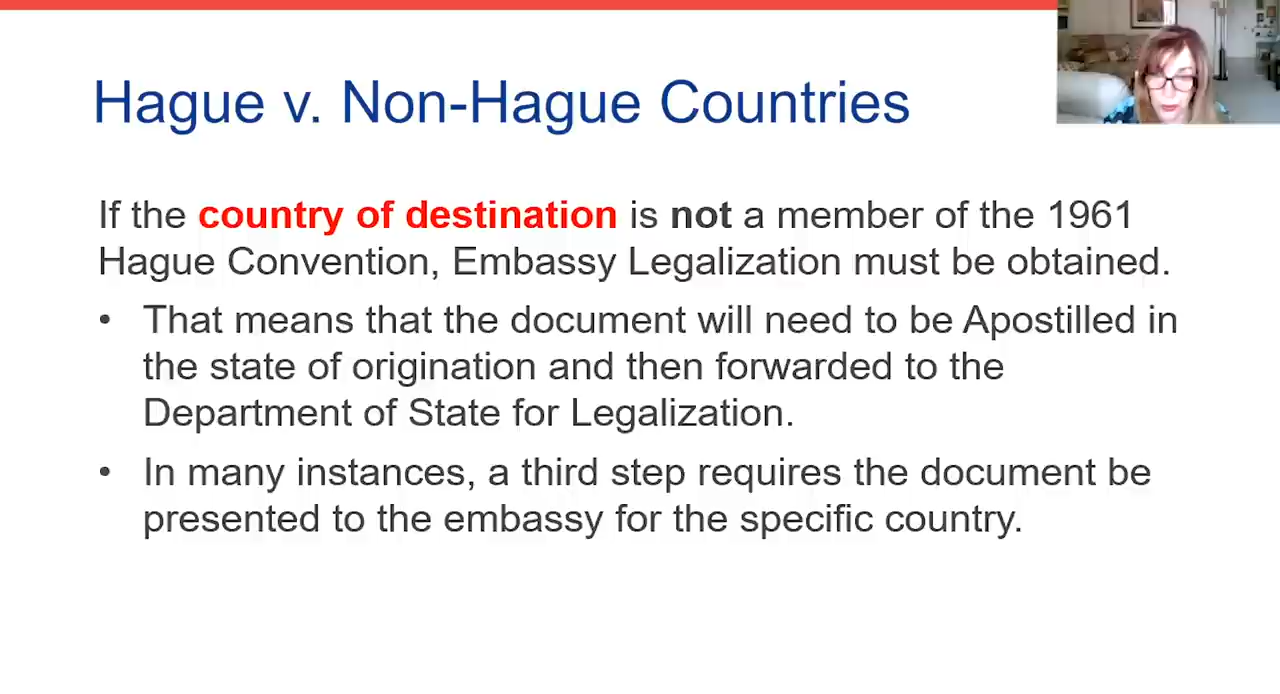 Hague v. Non-Hague Countries
If the country of destination is not a member of the 1961
Hague Convention, Embassy Legalization must be obtained.
• That means that the document will need to be Apostilled in
the state of origination and then forwarded to the
Department of State for Legalization.
• In many instances, a third step requires the document be
presented to the embassy for the specific country.